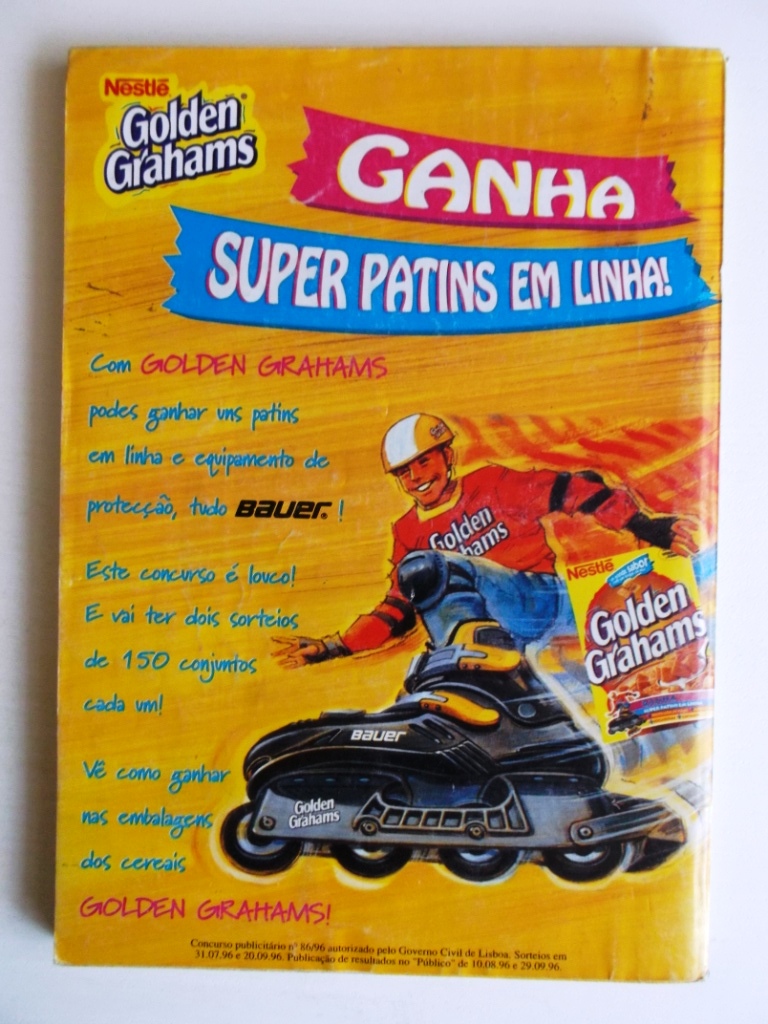 Nestlé
Golden
Grahams
GANHA
SUPER PATINS EM LINHA!
Com GOLDEN GRAHAMS
podes ganhar uns patins
em linha e equipamento de
protecção, tudo BAUER® !
Este concurso é louco!
E vai ter dois sorteios
de 150 conjuntos
cada um!
Vê como ganhar
nas embalagens
dos cereais
GOLDEN GRAHAMS!
Golden
hams
Nestlé
Golden
Grahams
BAUER
Golden
Grahams
Concurso publicitário nº 86/96 autorizado pelo Governo Civil de Lisboa. Sorteios em
31.07.96 e 20.09.96. Publicação de resultados no "Público" de 10.08.96 e 29.09.96.